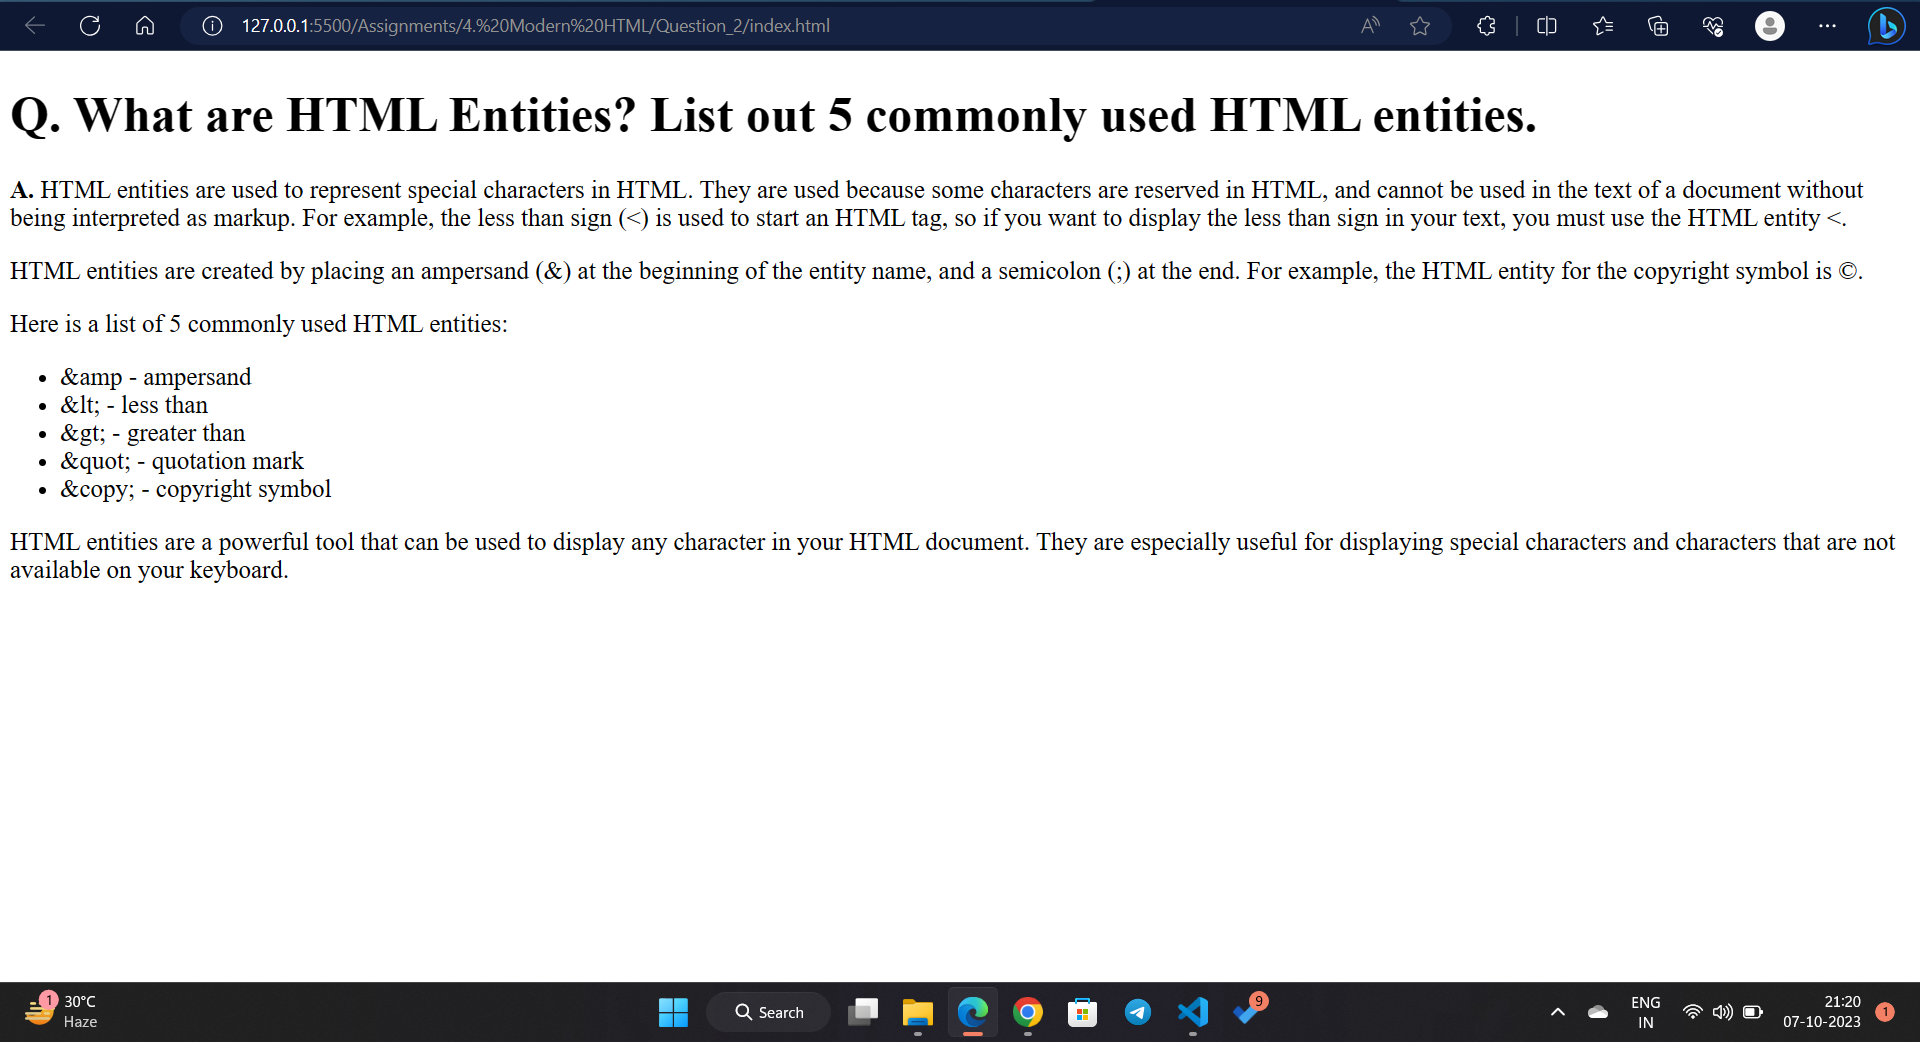 127.0.0.1:5500/Assignments/4.%20Modern%20HTML/Question_2/index.html
Q. What are HTML Entities? List out 5 commonly used HTML entities.
A. HTML entities are used to represent special characters in HTML. They are used because some characters are reserved in HTML, and cannot be used in the text of a document without
being interpreted as markup. For example, the less than sign (<) is used to start an HTML tag, so if you want to display the less than sign in your text, you must use the HTML entity <.
HTML entities are created by placing an ampersand (&) at the beginning of the entity name, and a semicolon (;) at the end. For example, the HTML entity for the copyright symbol is ©.
Here is a list of 5 commonly used HTML entities:
• &amp - ampersand
• &lt; - less than
• &gt; - greater than
• &quot; - quotation mark
• &copy; - copyright symbol
HTML entities are a powerful tool that can be used to display any character in your HTML document. They are especially useful for displaying special characters and characters that are not
available on your keyboard.
1
30°C
Haze
Search
9
ENG
IN
21:20
07-10-2023
1